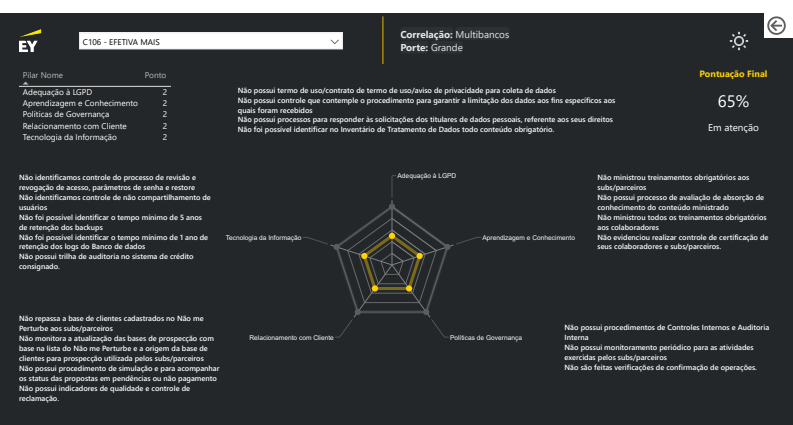 EY
C106 - EFETIVA MAIS
Correlação: Multibancos
Porte: Grande
Pilar Nome Ponto
Adequação à LGPD 2
Aprendizagem e Conhecimento 2
Políticas de Governança 2
Relacionamento com Cliente 2
Tecnologia da Informação 2
Não possui termo de uso/contrato de termo de uso/aviso de privacidade para coleta de dados
Não possui controle que contemple o procedimento para garantir a limitação dos dados aos fins específicos aos
quais foram recebidos
Não possui processos para responder às solicitações dos titulares de dados pessoais, referente aos seus direitos
Não foi possível identificar no Inventário de Tratamento de Dados todo conteúdo obrigatório.
Pontuação Final
65%
Em atenção
Não identificamos controle do processo de revisão e
revogação de acesso, parâmetros de senha e restore
Não identificamos controle de não compartilhamento de
usuários
Não foi possível identificar o tempo mínimo de 5 anos
de retenção dos backups
Não foi possível identificar o tempo mínimo de 1 ano de
retenção dos logs do Banco de dados
Não possui trilha de auditoria no sistema de crédito
consignado.
Adequação à LGPD
Tecnologia da Informação
Aprendizagem e Conhecimento
Relacionamento com Cliente
Políticas de Governança
Não ministrou treinamentos obrigatórios aos
subs/parceiros
Não possui processo de avaliação de absorção de
conhecimento do conteúdo ministrado
Não ministrou todos os treinamentos obrigatórios
aos colaboradores
Não evidenciou realizar controle de certificação de
seus colaboradores e subs/parceiros.
Não repassa a base de clientes cadastrados no Não me
Perturbe aos subs/parceiros
Não monitora a atualização das bases de prospecção com
base na lista do Não me Perturbe e a origem da base de
clientes para prospecção utilizada pelos subs/parceiros
Não possui procedimento de simulação e para acompanhar
os status das propostas em pendências ou não pagamento
Não possui indicadores de qualidade e controle de
reclamação.
Não possui procedimentos de Controles Internos e Auditoria
Interna
Não possui monitoramento periódico para as atividades
exercidas pelos subs/parceiros
Não são feitas verificações de confirmação de operações.